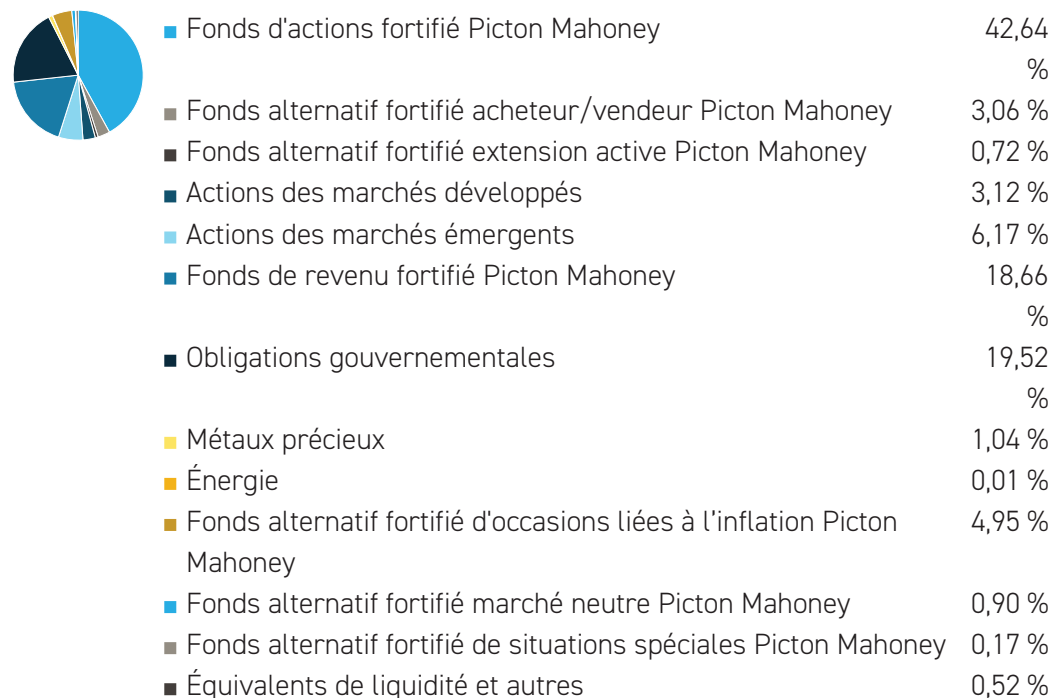 Fonds d'actions fortifié Picton Mahoney 42,64
%
Fonds alternatif fortifié acheteur/vendeur Picton Mahoney 3,06 %
Fonds alternatif fortifié extension active Picton Mahoney 0,72 %
Actions des marchés développés 3,12 %
Actions des marchés émergents 6,17 %
Fonds de revenu fortifié Picton Mahoney 18,66
%
Obligations gouvernementales 19,52
%
Métaux précieux 1,04 %
Énergie 0,01 %
Fonds alternatif fortifié d'occasions liées à l’inflation Picton 4,95 %
Mahoney
Fonds alternatif fortifié marché neutre Picton Mahoney 0,90 %
Fonds alternatif fortifié de situations spéciales Picton Mahoney 0,17 %
Équivalents de liquidité et autres 0,52 %